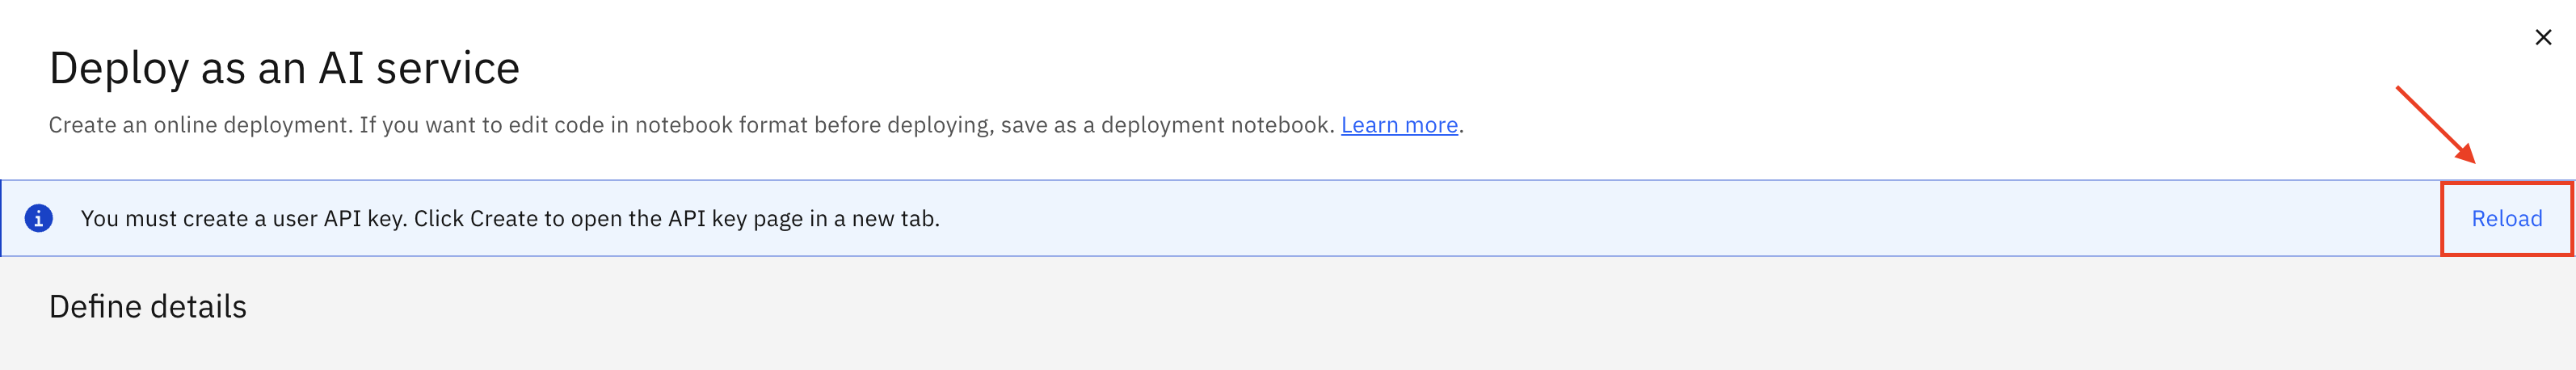 Deploy as an AI service
Create an online deployment. If you want to edit code in notebook format before deploying, save as a deployment notebook. Learn more.
You must create a user API key. Click Create to open the API key page in a new tab.
Reload
Define details